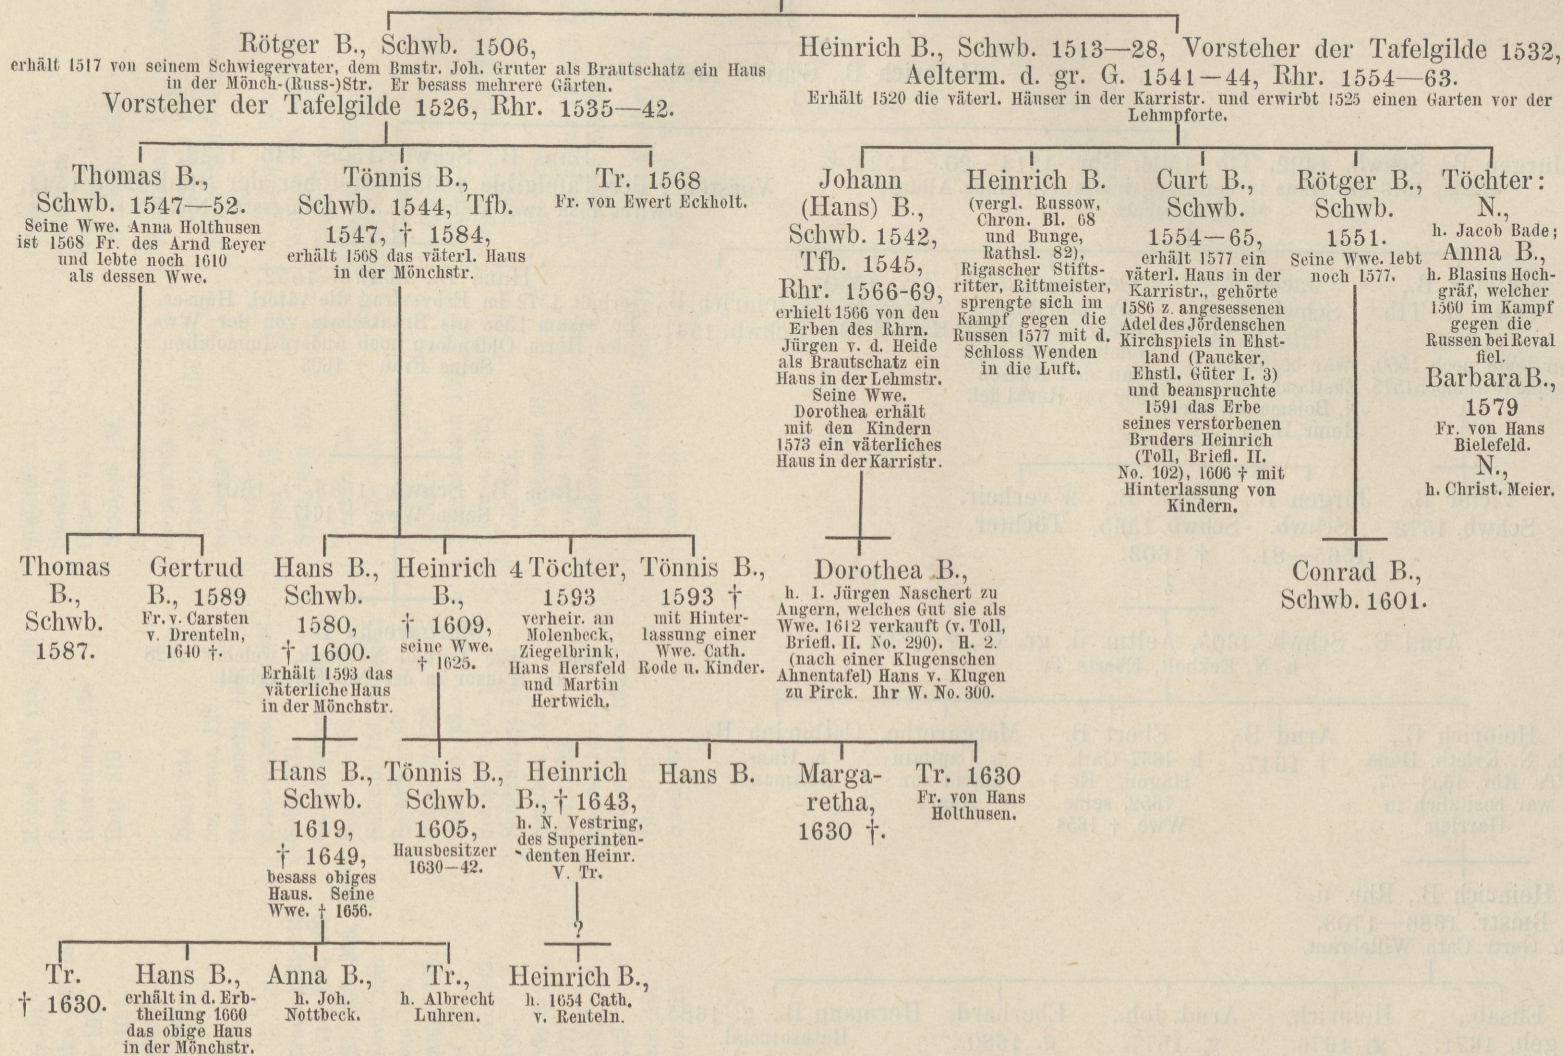 Rötger B., Schwb. 1506,
erhält 1517 von seinem Schwiegervater, dem Bmstr. Joh. Gruter als Brautschatz ein Haus
in der Mönch-(Russ-)Str. Er besass mehrere Gärten.
Vorsteher der Tafelgilde 1526, Rhr. 1535—42.
Heinrich B., Schwb. 1513—28, Vorsteher der Tafelgilde 1532,
Aelterm. d. gr. G. 1541—44, Rhr. 1554—63.
Erhält 1520 die väterl. Häuser in der Karristr. und erwirbt 1525 einen Garten vor der
Lehmpforte.
Thomas B.,
Schwb. 1547—52.
Seine Wwe. Anna Holthusen
ist 1568 Fr. des Arnd Reyer
und lebte noch 1610
als dessen Wwe.
Tönnis B.,
Schwb. 1544, Tfb.
1547, † 1584,
erhält 1568 das väterl. Haus
in der Mönchstr.
Tr. 1568
Fr. von Ewert Eckholt.
Johann
(Hans) B.,
Schwb. 1542,
Tfb. 1545,
Rhr. 1566-69,
erhielt 1566 von den
Erben des Rhrn.
Jürgen v. d. Heide
als Brautschatz ein
Haus in der Lehmstr.
Seine Wwe.
Dorothea erhält
mit den Kindern
1573 ein väterliches
Haus in der Karristr.
Heinrich B.
(vergl. Russow,
Chron. Bl. 68
und Bunge,
Rathsl. 82),
Rigascher Stifts-
ritter, Rittmeister,
sprengte sich im
Kampf gegen die
Russen 1577 mit d.
Schloss Wenden
in die Luft.
Curt B.,
Schwb.
1554—65,
erhält 1577 ein
väterl. Haus in der
Karristr., gehörte
1586 z. angesessenen
Adel des Jördenschen
Kirchspiels in Ehst-
land (Paucker,
Ehstl. Güter I. 3)
und beanspruchte
1591 das Erbe
seines verstorbenen
Bruders Heinrich
(Toll, Briefl. II.
No. 102), 1606 † mit
Hinterlassung von
Kindern.
Rötger B.,
Schwb.
1551.
Seine Wwe. lebt
noch 1577.
Töchter:
N.,
h. Jacob Bade;
Anna B.,
h. Blasius Hoch-
gräf, welcher
1560 im Kampf
gegen die
Russen bei Reval
fiel.
Barbara B.,
1579
Fr. von Hans
Bielefeld.
N.,
h. Christ. Meier.
Thomas
B.,
Schwb.
1587.
Gertrud
B., 1589
Fr. v. Carsten
v. Drenteln,
1640 †.
Hans B.,
Schwb.
1580,
† 1600.
Erhält 1593 das
väterliche Haus
in der Mönchstr.
Heinrich
B.,
† 1609,
seine Wwe.
† 1625.
4 Töchter,
1593
verheir. an
Molenbeck,
Ziegelbrink,
Hans Hersfeld
und Martin
Hertwich.
Tönnis B.,
1593 †
mit Hinter-
lassung einer
Wwe. Cath.
Rode u. Kinder.
Dorothea B.,
h. 1. Jürgen Naschert zu
Angern, welches Gut sie als
Wwe. 1612 verkauft (v. Toll,
Briefl. II. No. 290). H. 2.
(nach einer Klugenschen
Ahnentafel) Hans v. Klugen
zu Pirck. Ihr W. No. 300.
Conrad B.,
Schwb. 1601.
Hans B.,
Schwb.
1619,
† 1649,
besass obiges
Haus. Seine
Wwe. † 1656.
Tönnis B.,
Schwb.
1605,
Hausbesitzer
1630—42.
Heinrich
B., † 1643,
h. N. Vestring,
des Superinten-
denten Heinr.
V. Tr.
Hans B.
Marga-
retha,
1630 †.
Tr. 1630
Fr. von Hans
Holthusen.
?
Tr.
† 1630.
Hans B.,
erhält in d. Erb-
theilung 1660
das obige Haus
in der Mönchstr.
Anna B.,
h. Joh.
Nottbeck.
Tr.,
h. Albrecht
Luhren.
Heinrich B.,
h. 1654 Cath.
v. Renteln.